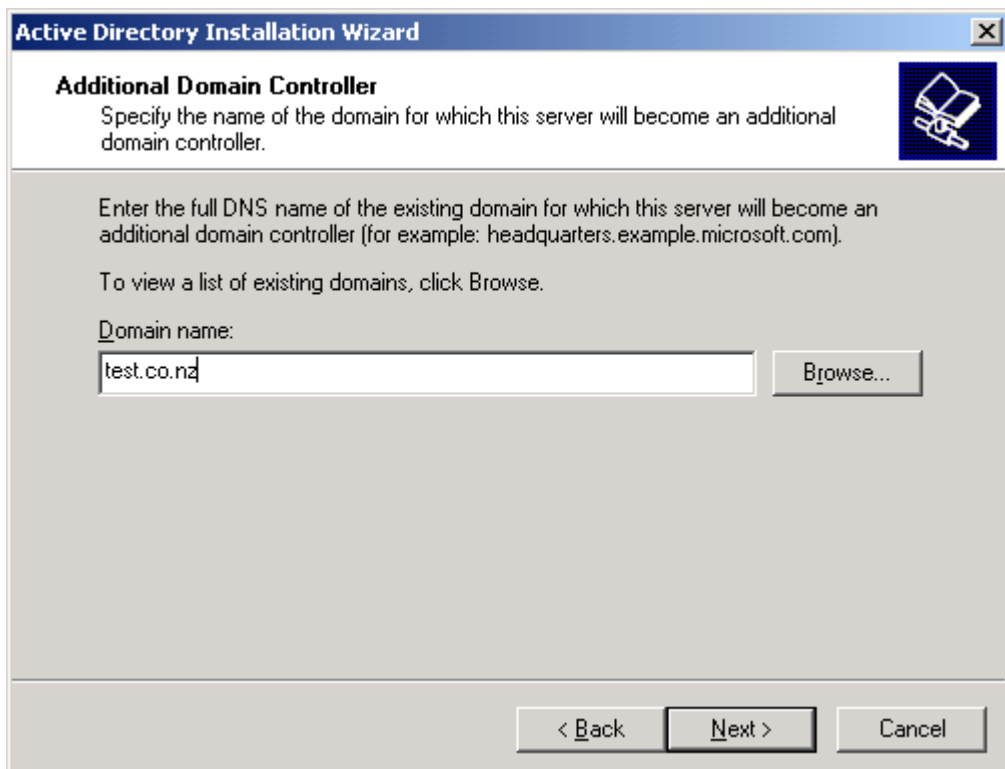 Active Directory Installation Wizard
Additional Domain Controller
Specify the name of the domain for which this server will become an additional
domain controller.
Enter the full DNS name of the existing domain for which this server will become an
additional domain controller (for example: headquarters.example.microsoft.com).
To view a list of existing domains, click Browse.
Domain name:
test.co.nz
Browse...
< Back
Next >
Cancel